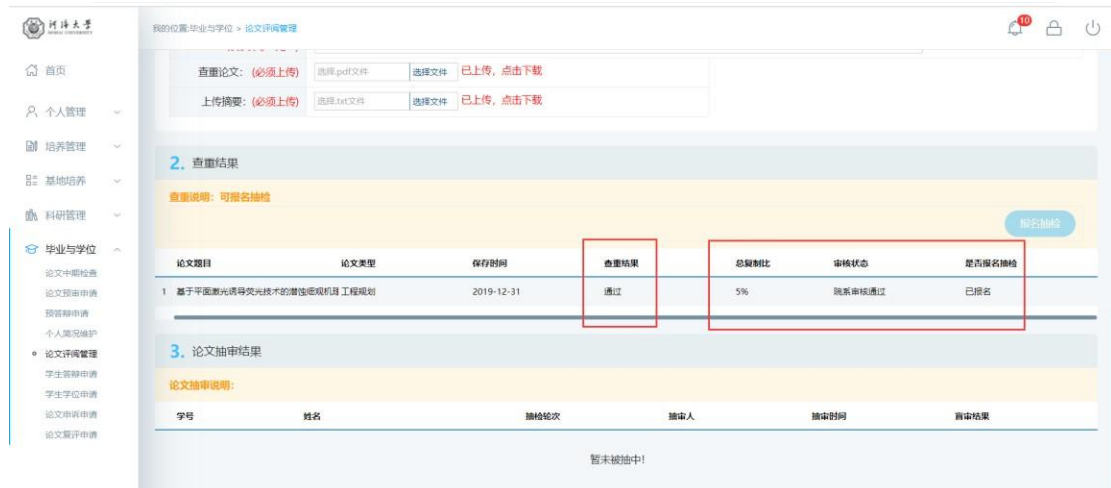 河海大学
HOHAI UNIVERSITY
我的位置:毕业与学位 > 论文评阅管理
10
首页
个人管理
培养管理
基地培养
科研管理
毕业与学位
论文中期检查
论文预审申请
预答辩申请
个人简况维护
论文评阅管理
学生答辩申请
学生学位申请
论文申诉申请
论文复评申请
查重论文: (必须上传) 选择.pdf文件 选择文件 已上传，点击下载
上传摘要: (必须上传) 选择.txt文件 选择文件 已上传，点击下载
2. 查重结果
查重说明: 可报名抽检
报名抽检
论文题目 论文类型 保存时间 查重结果 总复制比 审核状态 是否报名抽检
1 基于平面激光诱导荧光技术的潜蚀细观机理 工程规划 2019-12-31 通过 5% 院系审核通过 已报名
3. 论文抽审结果
论文抽审说明:
学号 姓名 抽检轮次 抽审人 抽审时间 盲审结果
暂未被抽中!